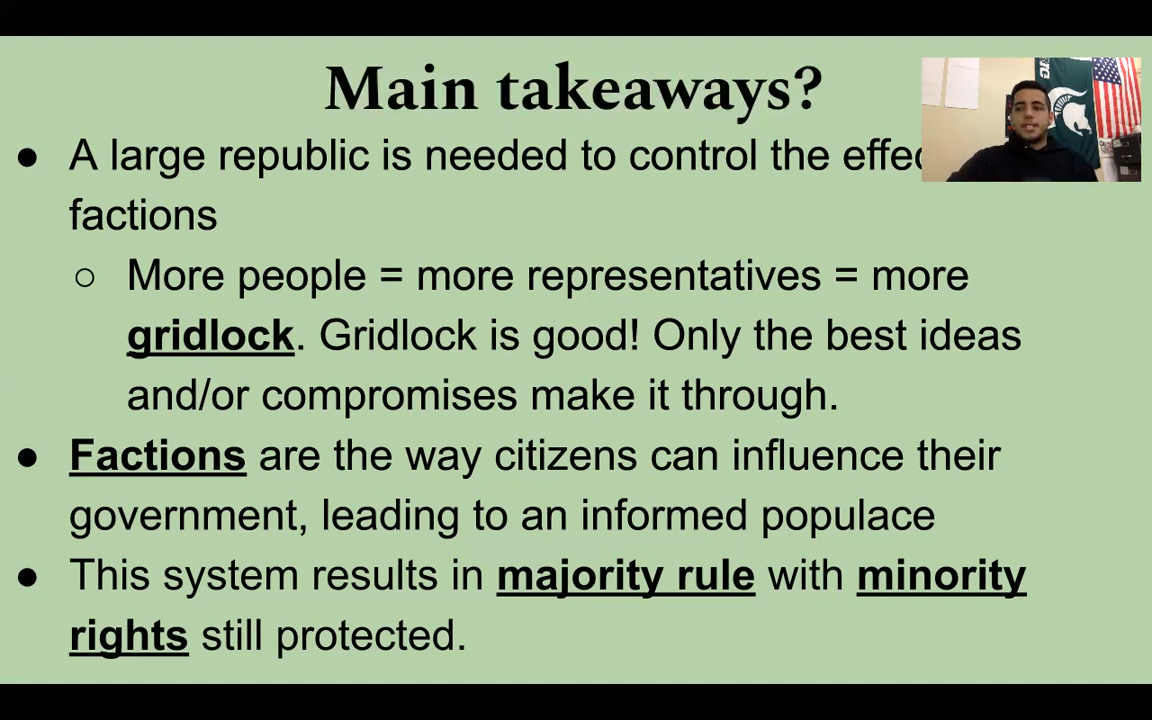 Main takeaways?
● A large republic is needed to control the
factions
○ More people = more representatives = more
gridlock. Gridlock is good! Only the best ideas
and/or compromises make it through.
● Factions are the way citizens can influence their
government, leading to an informed populace
● This system results in majority rule with minority
rights still protected.